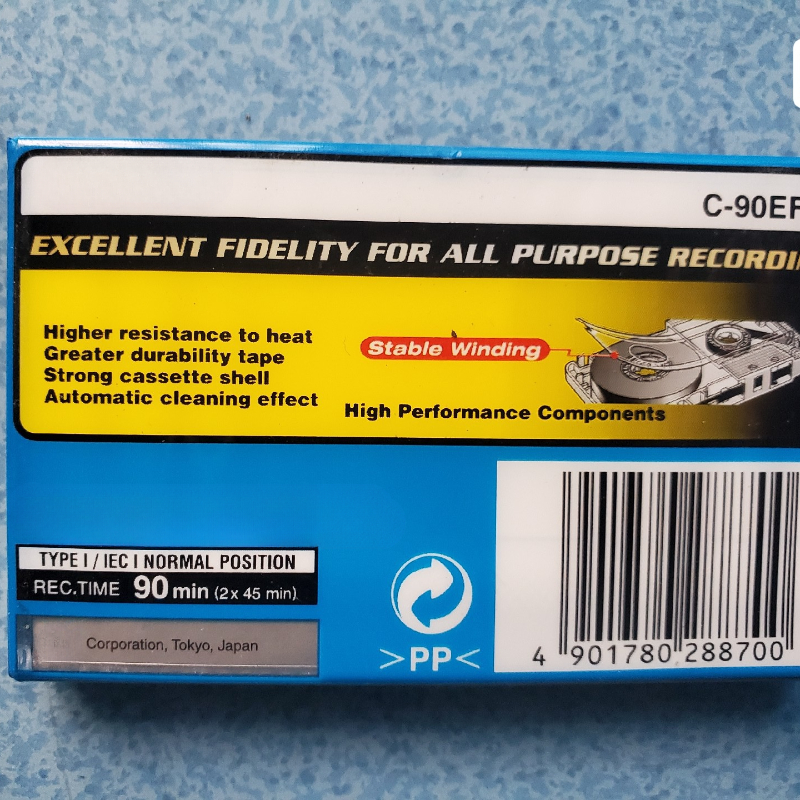 C-90EF
EXCELLENT FIDELITY FOR ALL PURPOSE RECORDI
Higher resistance to heat
Greater durability tape
Strong cassette shell
Automatic cleaning effect
Stable Winding
High Performance Components
TYPE I / IEC I NORMAL POSITION
REC.TIME 90 min (2 x 45 min)
Corporation, Tokyo, Japan
>PP<
4 901780 288700